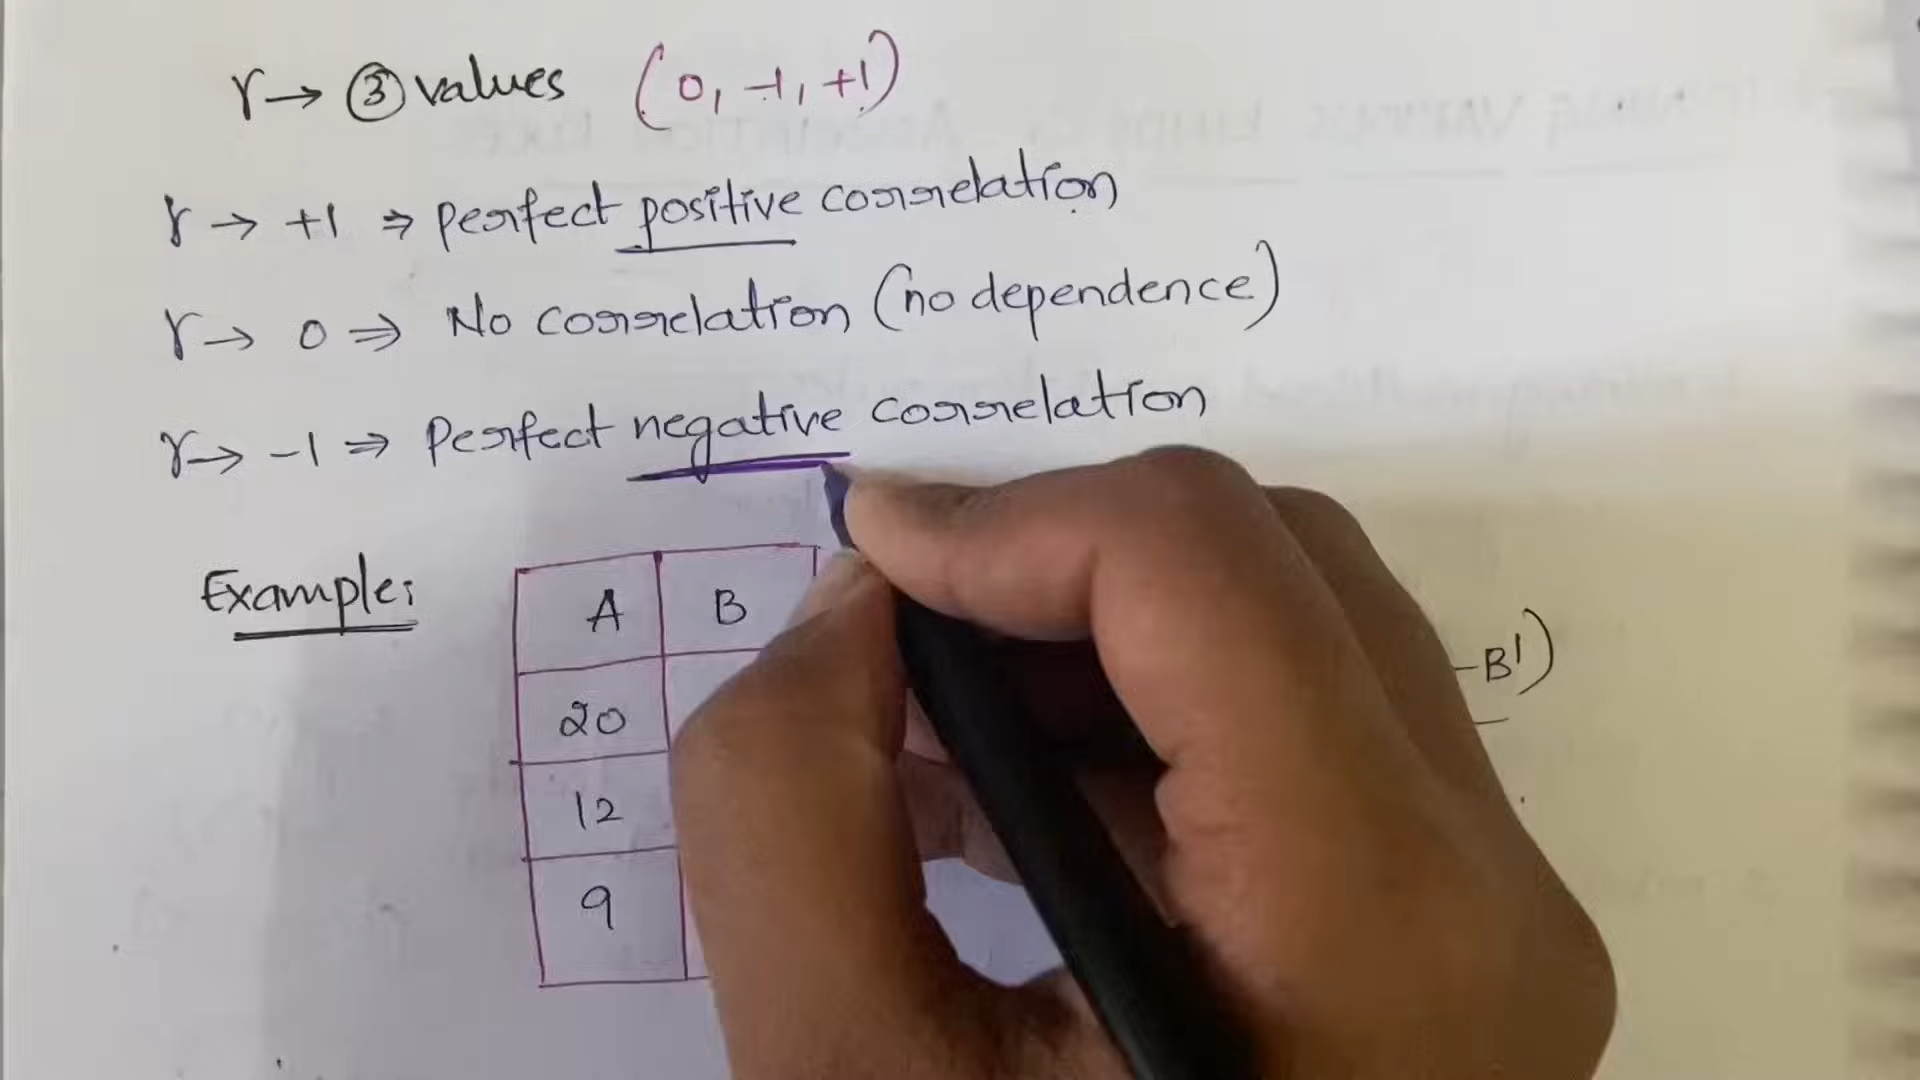 r → ③ values (0, -1, +1)
r → +1 ⇒ perfect positive correlation
r → 0 ⇒ No correlation (no dependence)
r → -1 ⇒ Perfect negative correlation
Example:
A B
-B')
20
12
9